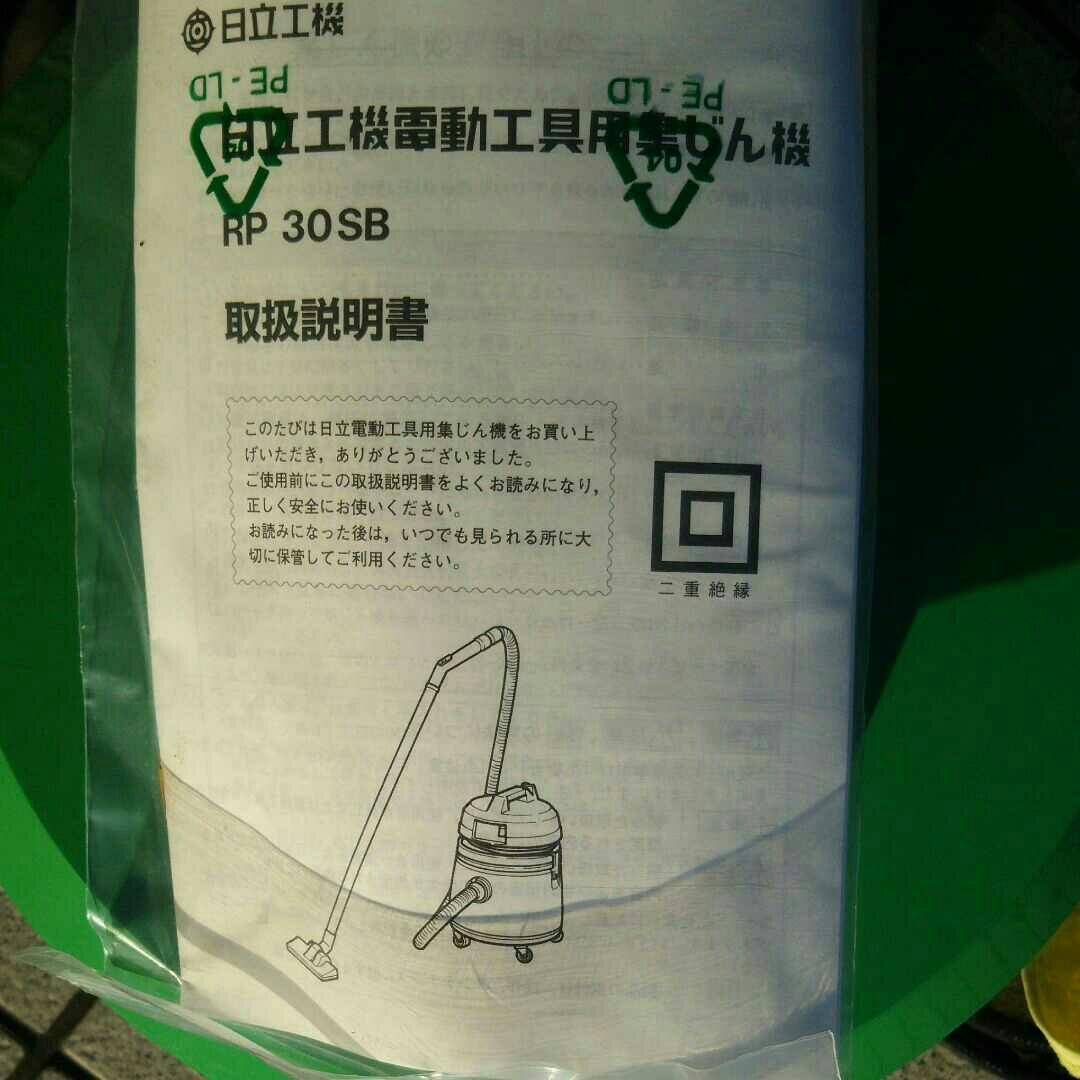 日立工機
PE-LD
PE-LD
日立工機電動工具用集じん機
04
04
RP 30SB
取扱説明書
このたびは日立電動工具用集じん機をお買い上
げいただき，ありがとうございました。
ご使用前にこの取扱説明書をよくお読みになり，
正しく安全にお使いください。
お読みになった後は，いつでも見られる所に大
切に保管してご利用ください。
二重絶縁